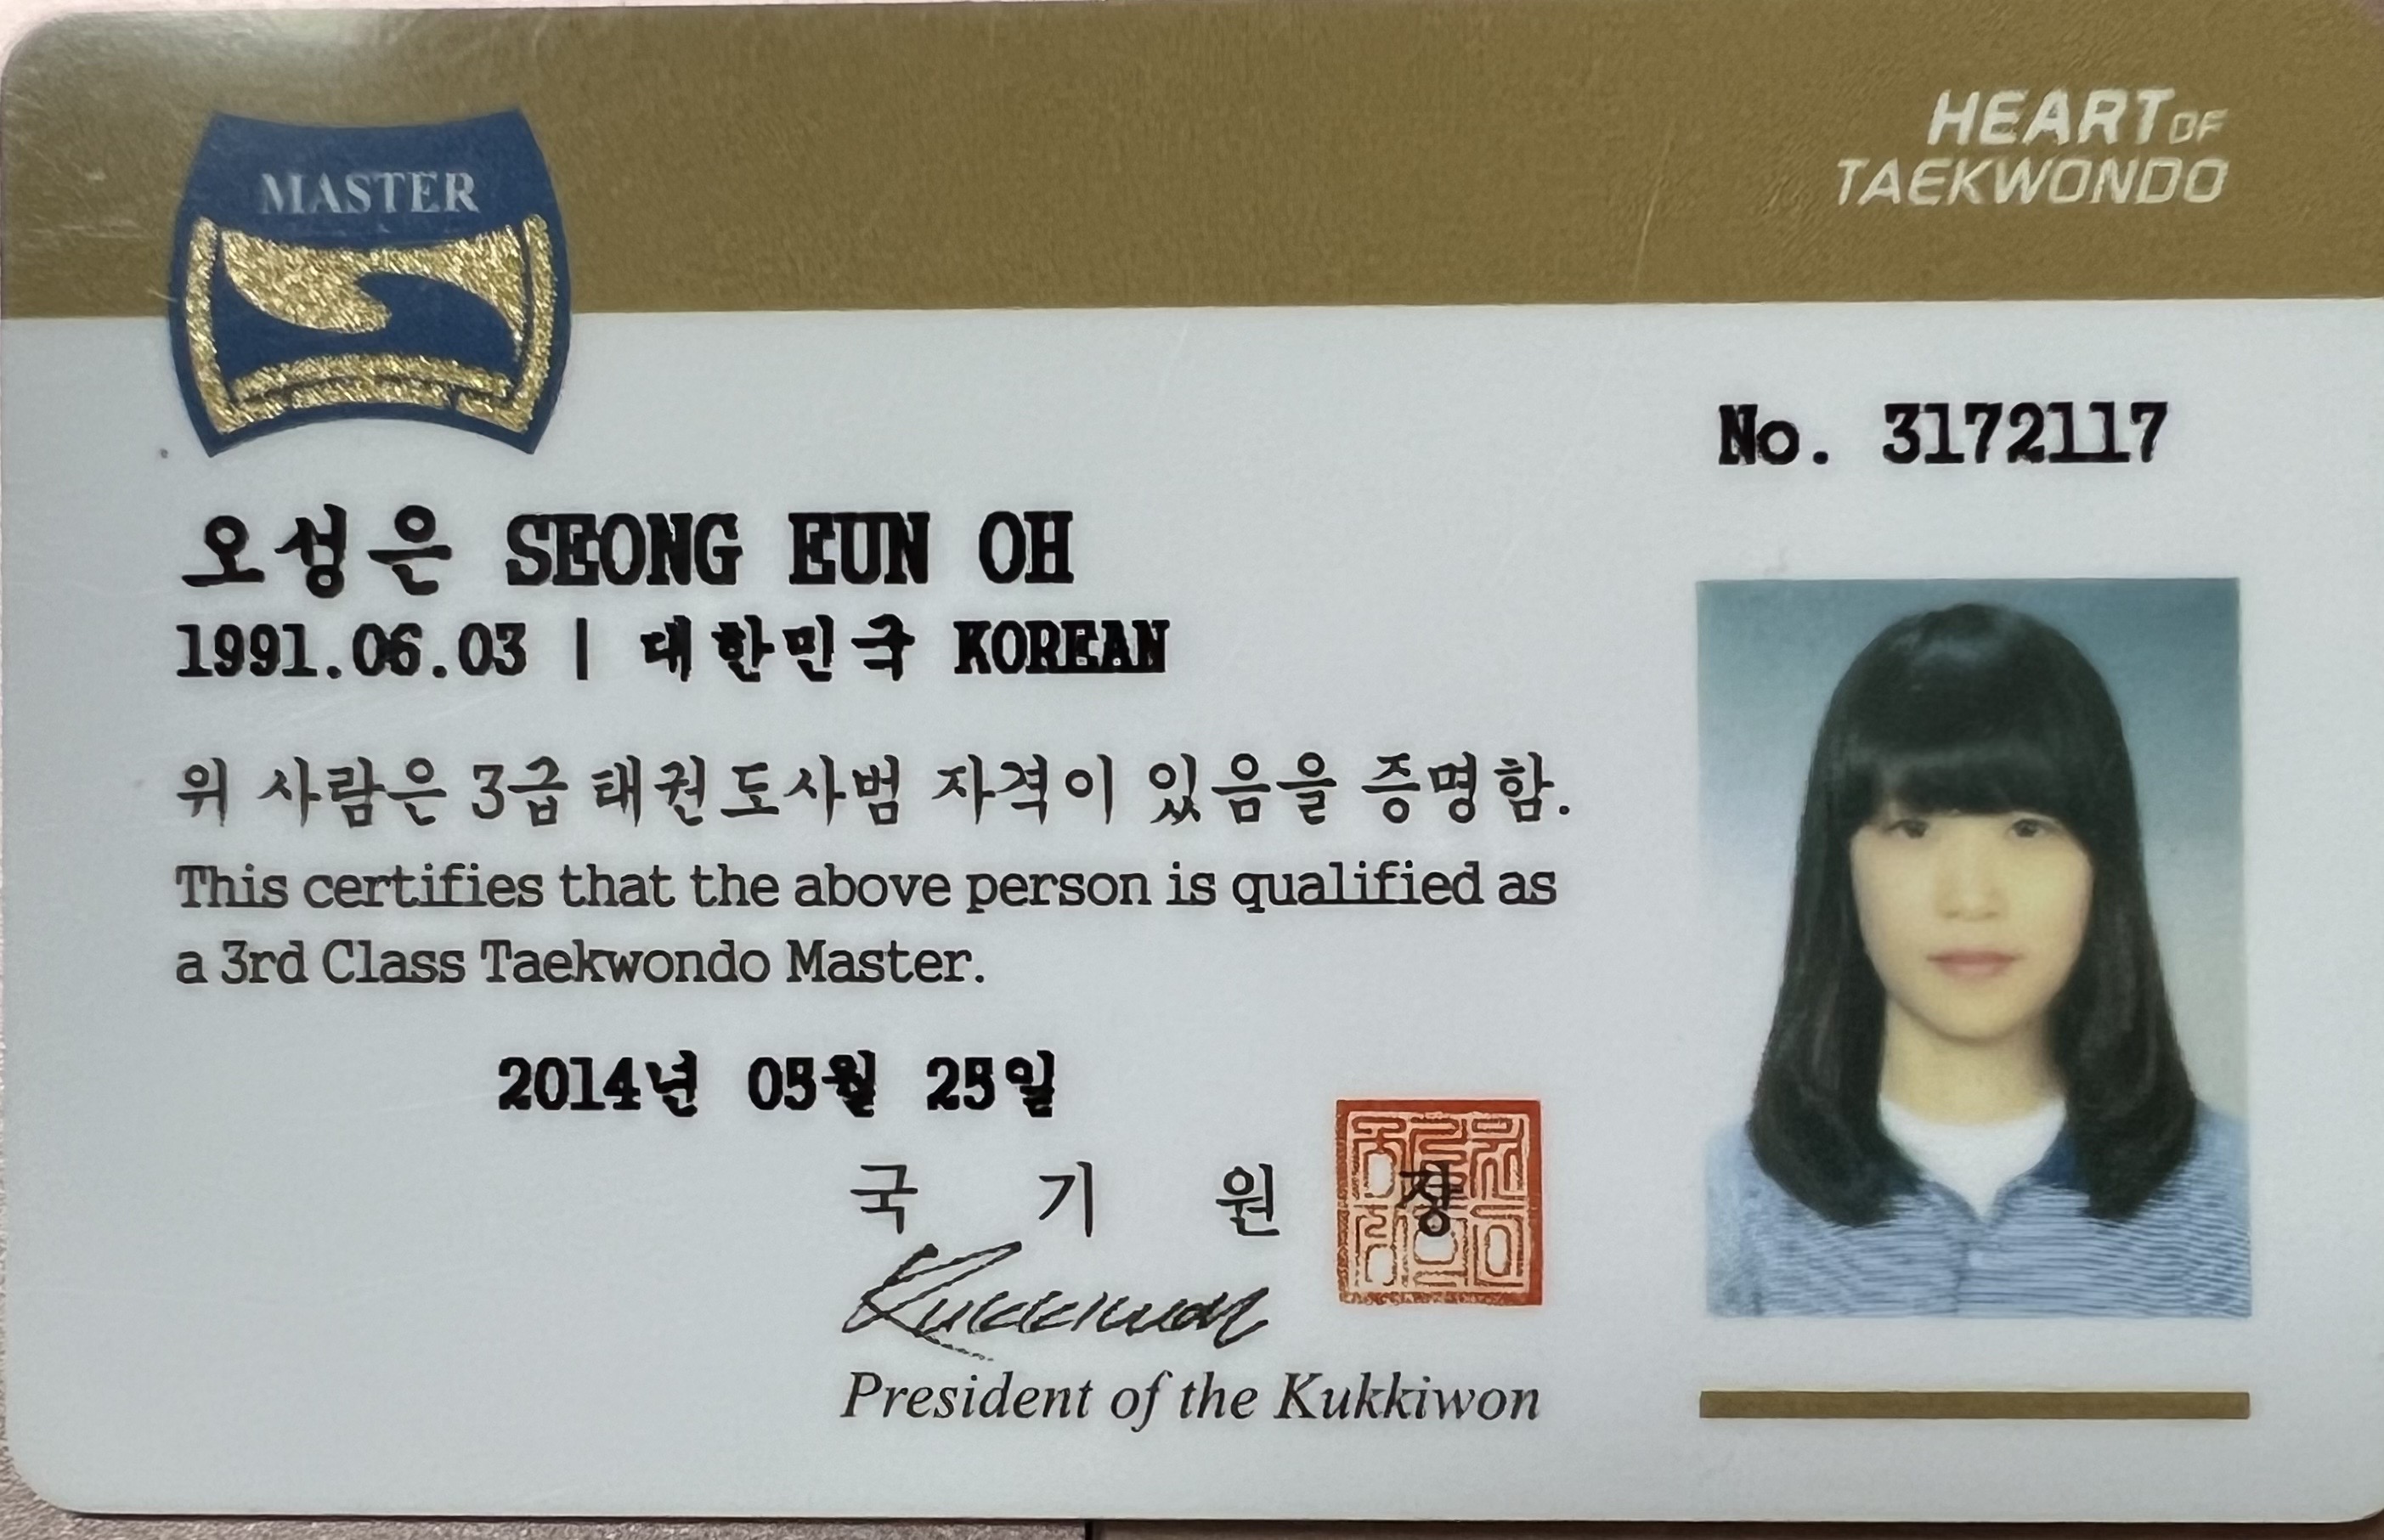 MASTER
HEART OF
TAEKWONDO
No. 3172117
오성은 SEONG EUN OH
1991.06.03 | 대한민국 KOREAN
위 사람은 3급 태권도사범 자격이 있음을 증명함.
This certifies that the above person is qualified as
a 3rd Class Taekwondo Master.
2014년 05월 25일
국 기 원 장
Kukkiwon
President of the Kukkiwon